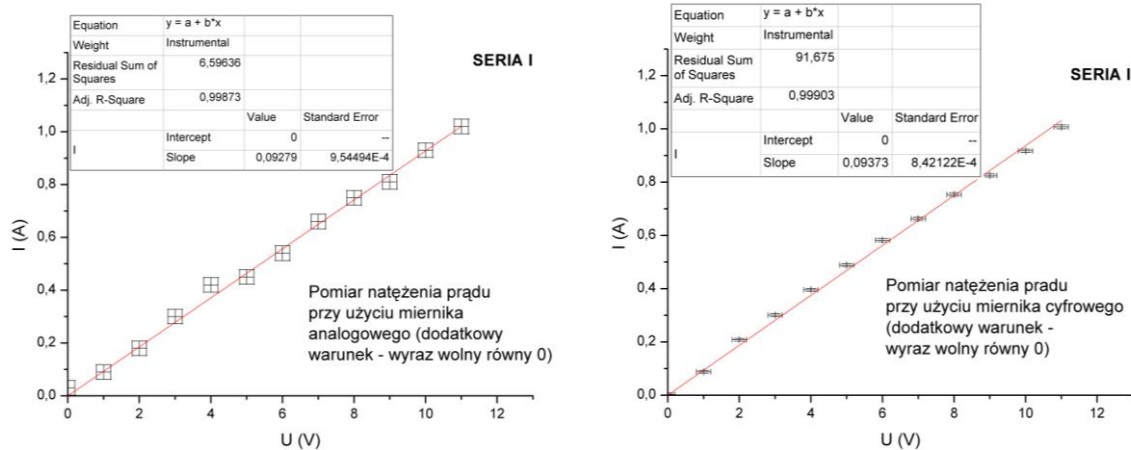 Equation y = a + b*x
Weight Instrumental
Residual Sum of Squares 6,59636
Adj. R-Square 0,99873
Value Standard Error
I Intercept 0 --
Slope 0,09279 9,54494E-4
SERIA I
1,2
1,0
0,8
0,6
0,4
0,2
0,0
I (A)
Pomiar natężenia prądu
przy użyciu miernika
analogowego (dodatkowy
warunek - wyraz wolny równy 0)
0 2 4 6 8 10 12
U (V)
Equation y = a + b*x
Weight Instrumental
Residual Sum of Squares 91,675
Adj. R-Square 0,99903
Value Standard Error
I Intercept 0 --
Slope 0,09373 8,42122E-4
SERIA I
1,2
1,0
0,8
0,6
0,4
0,2
0,0
I (A)
Pomiar natężenia pradu
przy użyciu miernika cyfrowego
(dodatkowy warunek -
wyraz wolny równy 0)
0 2 4 6 8 10 12
U (V)